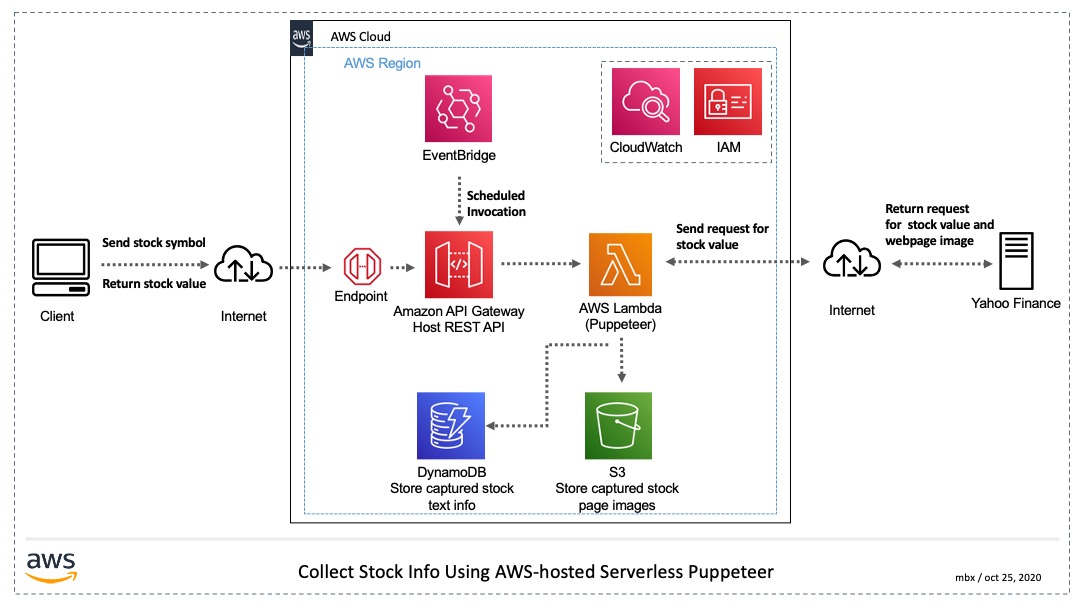 aws
AWS Cloud
AWS Region
EventBridge
CloudWatch
IAM
Scheduled
Invocation
Send stock symbol
Return stock value
Client
Internet
Endpoint
Amazon API Gateway
Host REST API
AWS Lambda
(Puppeteer)
Send request for
stock value
Internet
Return request
for stock value and
webpage image
Yahoo Finance
DynamoDB
Store captured stock
text info
S3
Store captured stock
page images
aws
Collect Stock Info Using AWS-hosted Serverless Puppeteer
mbx / oct 25, 2020